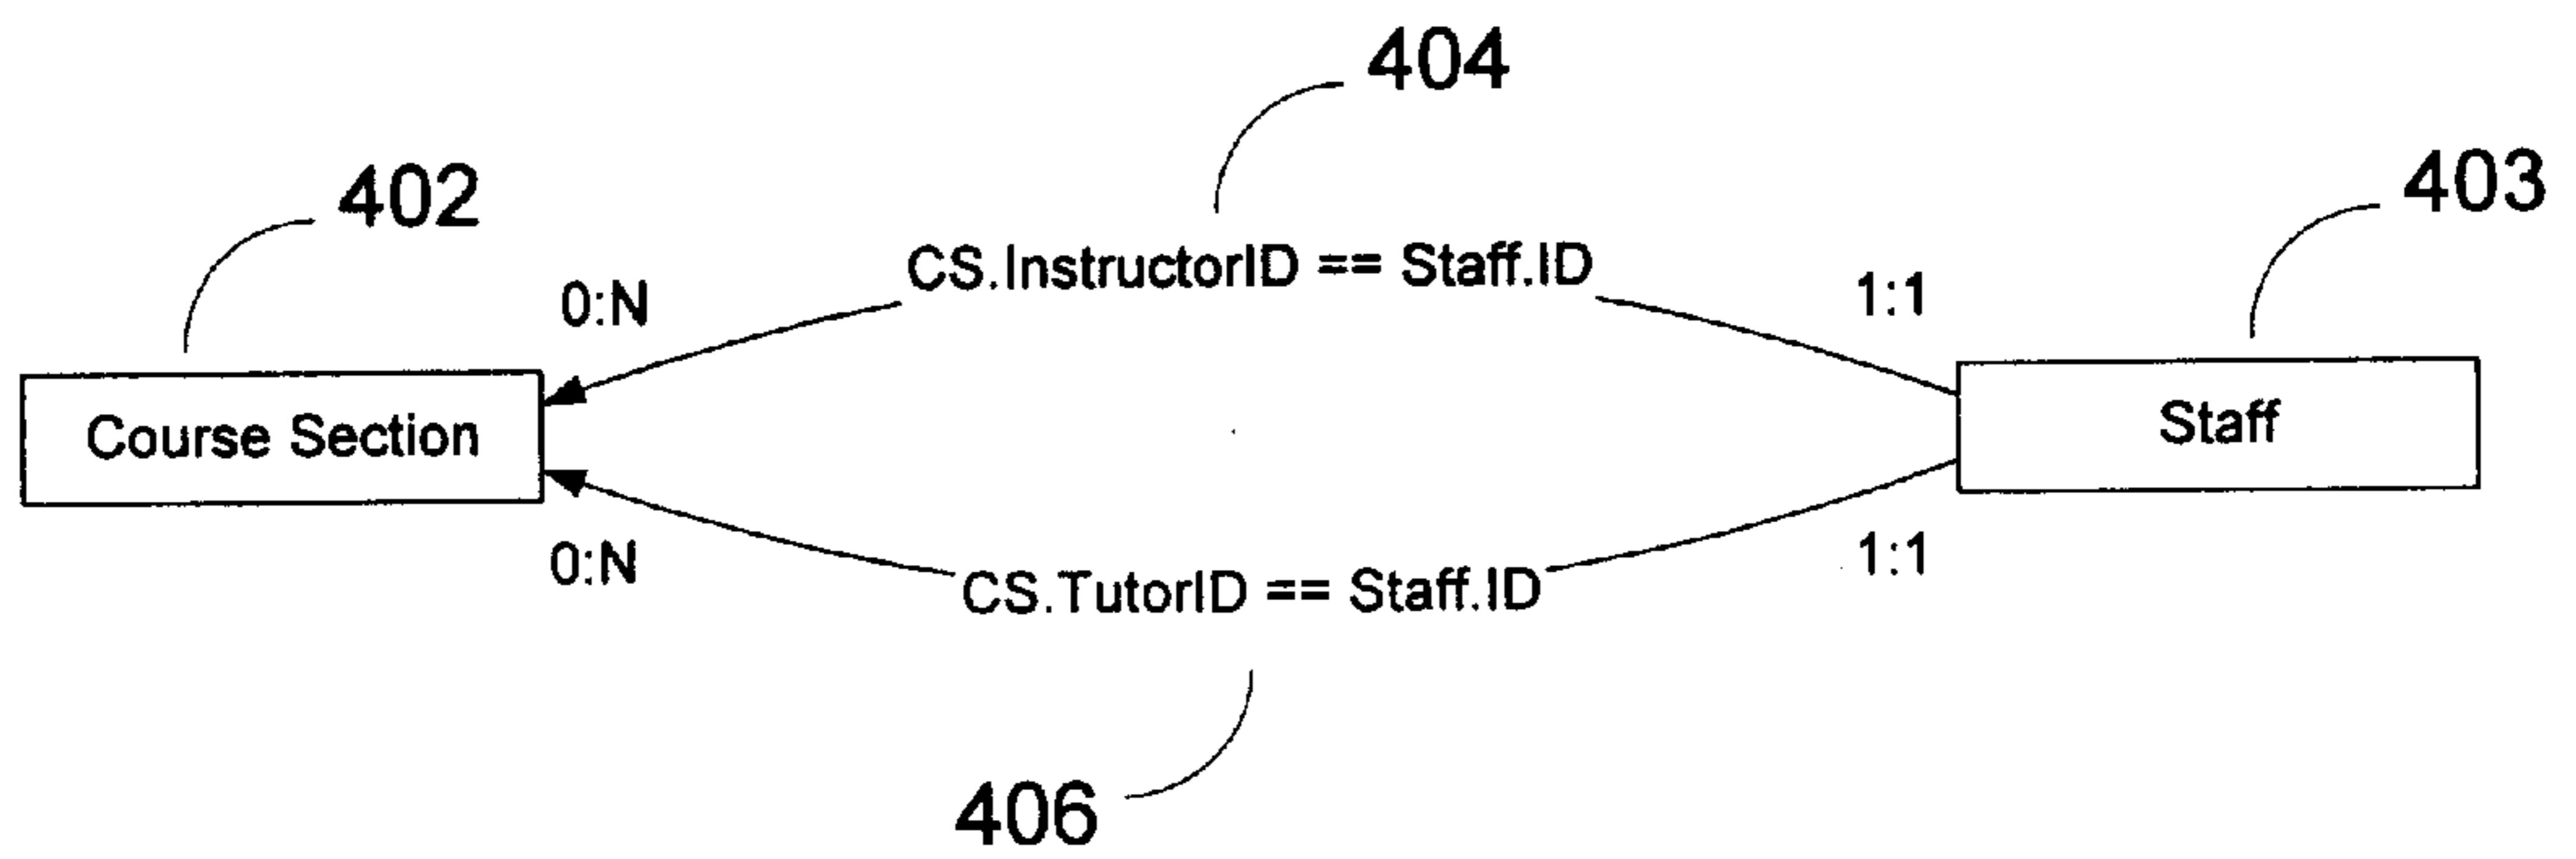 404
402
403
CS.InstructorID == Staff.ID
0:N
1:1
Course Section
Staff
0:N
1:1
CS.TutorID == Staff.ID
406